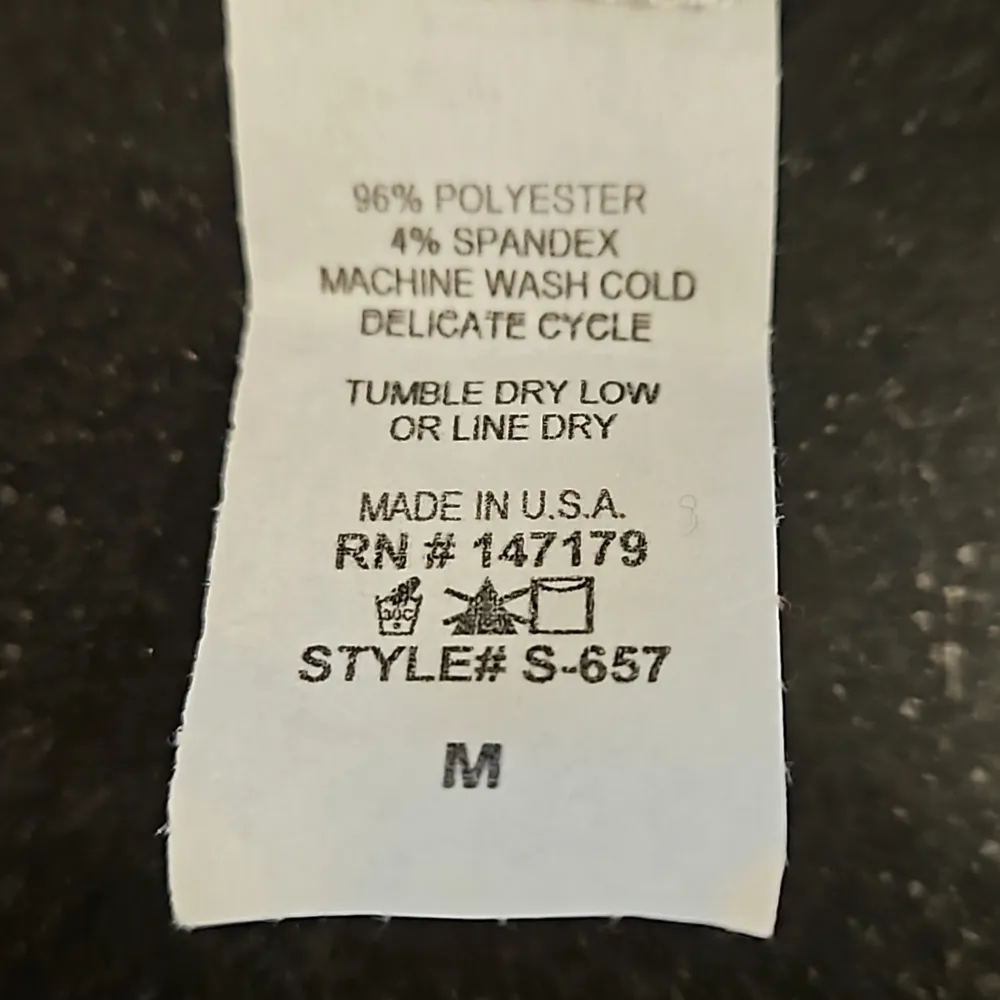 96% POLYESTER
4% SPANDEX
MACHINE WASH COLD
DELICATE CYCLE
TUMBLE DRY LOW
OR LINE DRY
MADE IN U.S.A.
RN # 147179
STYLE# S-657
M